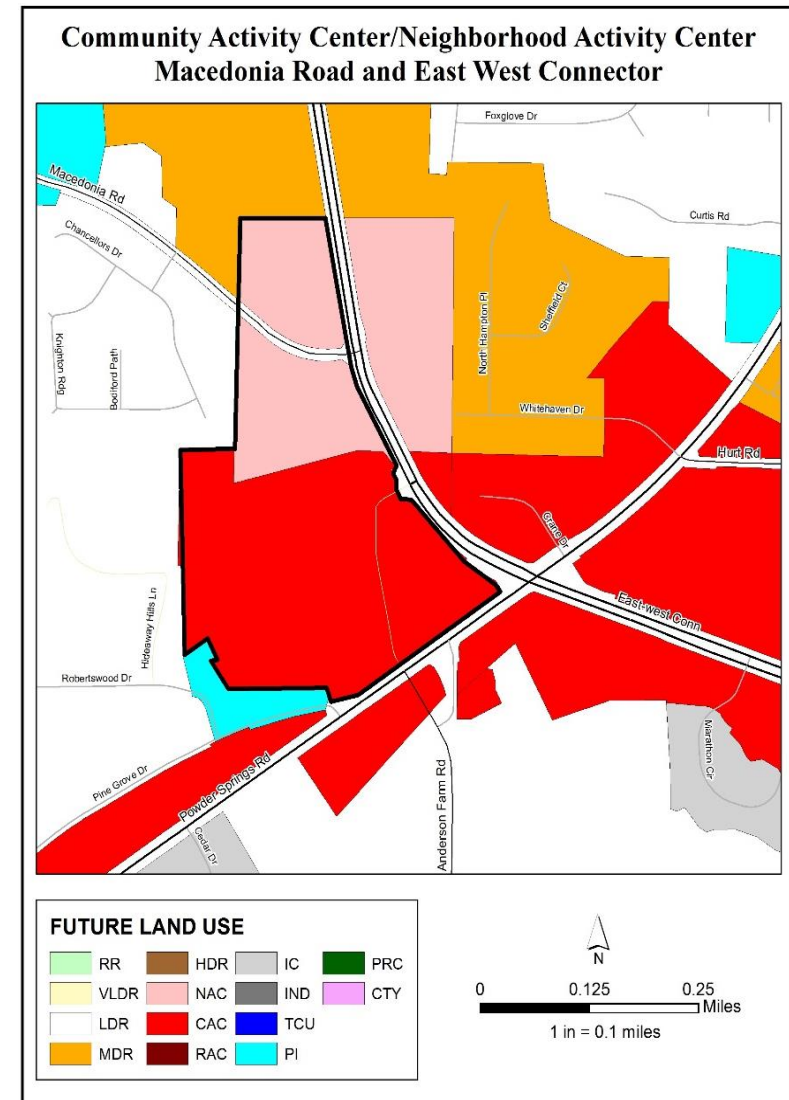 Community Activity Center/Neighborhood Activity Center
Macedonia Road and East West Connector
Foxglove Dr
Macedonia Rd
Curtis Rd
Chancellors Dr
North Hampton Pl
Sheffield Ct
Knighton Rdg
Bodiford Path
Whitehaven Dr
Hurt Rd
Crane Dr
East-west Conn
Hideaway Hills Ln
Robertswood Dr
Marathon Cir
Pine Grove Dr
Powder Springs Rd
Anderson Farm Rd
Cedar Dr
FUTURE LAND USE
RR HDR IC PRC
VLDR NAC IND CTY
LDR CAC TCU
MDR RAC PI
N
0 0.125 0.25
Miles
1 in = 0.1 miles